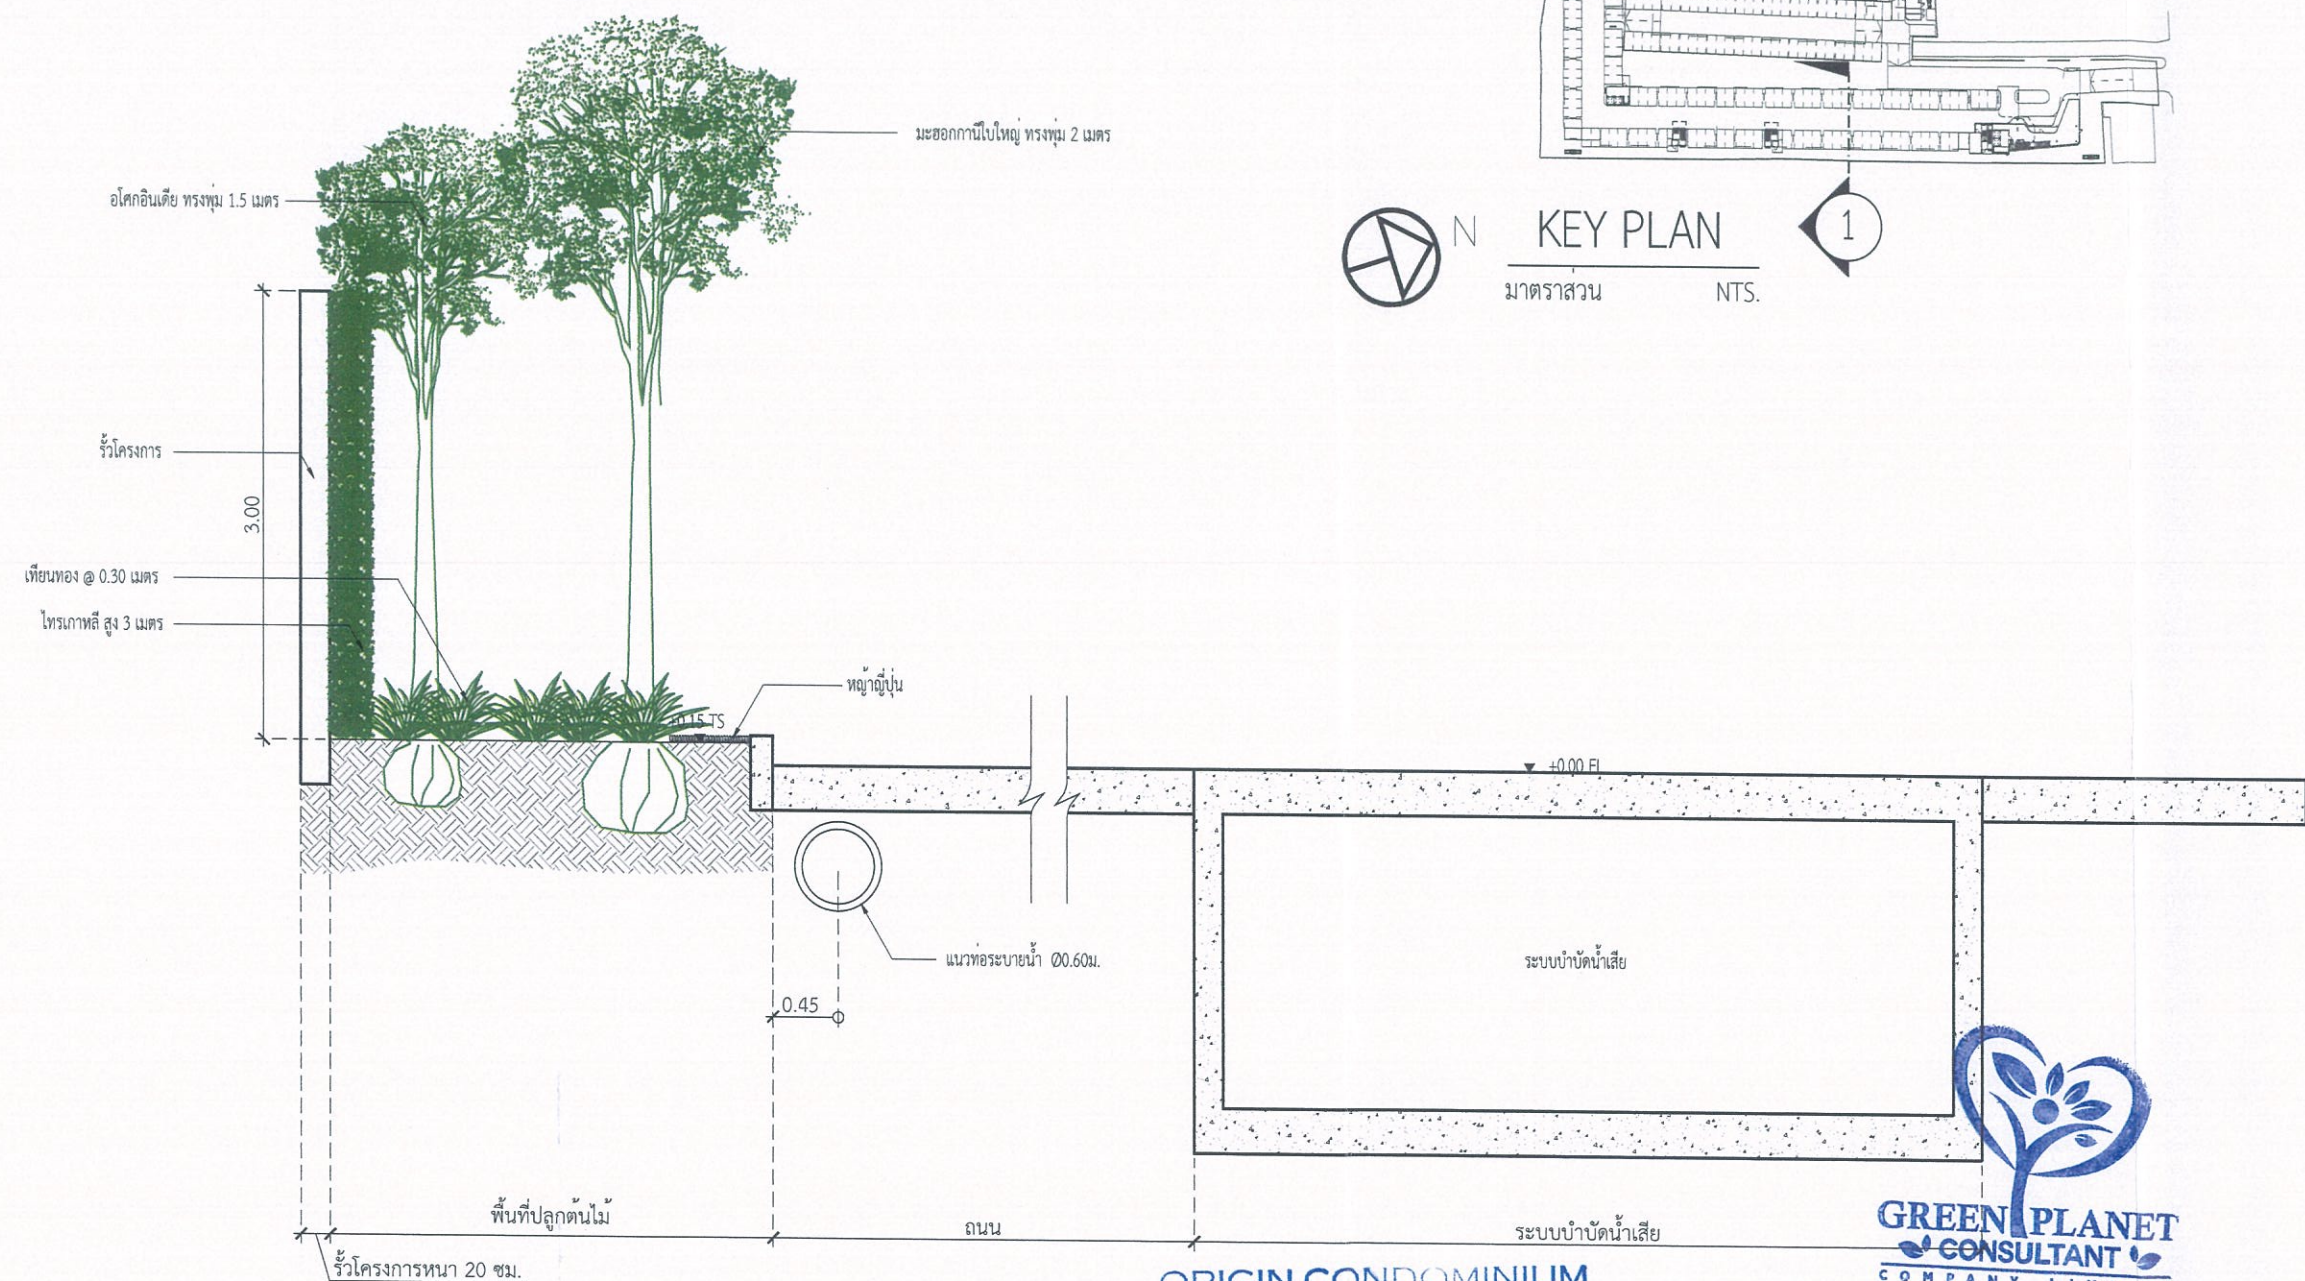 มะฮอกกานีใบใหญ่ ทรงพุ่ม 2 เมตร
อโศกอินเดีย ทรงพุ่ม 1.5 เมตร
N
KEY PLAN
1
มาตราส่วน NTS.
รั้วโครงการ
3.00
เทียนทอง @ 0.30 เมตร
ไทรเกาหลี สูง 3 เมตร
หญ้าญี่ปุ่น
+0.15 TS
+0.00 FL
แนวท่อระบายน้ำ Ø0.60ม.
ระบบบำบัดน้ำเสีย
0.45
พื้นที่ปลูกต้นไม้
ถนน
ระบบบำบัดน้ำเสีย
รั้วโครงการหนา 20 ซม.
GREEN PLANET
CONSULTANT
COMPANY
ORIGIN CONDOMINIUM